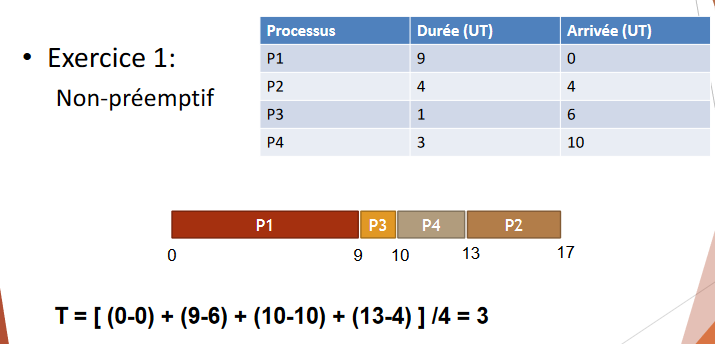 • Exercice 1:
Non-préemptif
Processus Durée (UT) Arrivée (UT)
P1 9 0
P2 4 4
P3 1 6
P4 3 10
P1 P3 P4 P2
0 9 10 13 17
T = [ (0-0) + (9-6) + (10-10) + (13-4) ] /4 = 3